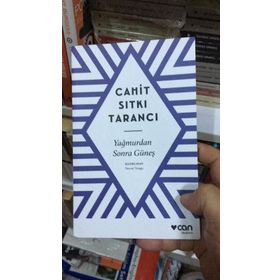 CAHİT
SITKI
TARANCI
Yağmurdan
Sonra Güneş
can